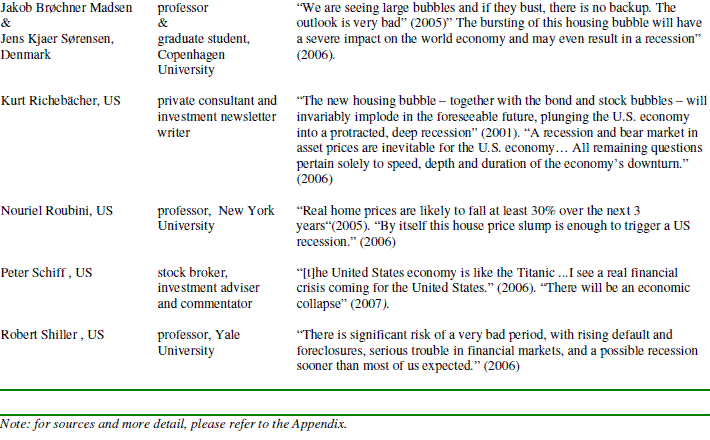 Jakob Brøchner Madsen professor “We are seeing large bubbles and if they bust, there is no backup. The
& & outlook is very bad” (2005)” The bursting of this housing bubble will have
Jens Kjaer Sørensen, graduate student, a severe impact on the world economy and may even result in a recession”
Denmark Copenhagen (2006).
University
Kurt Richebächer, US private consultant and “The new housing bubble – together with the bond and stock bubbles – will
investment newsletter invariably implode in the foreseeable future, plunging the U.S. economy
writer into a protracted, deep recession” (2001). “A recession and bear market in
asset prices are inevitable for the U.S. economy… All remaining questions
pertain solely to speed, depth and duration of the economy’s downturn.”
(2006)
Nouriel Roubini, US professor, New York “Real home prices are likely to fall at least 30% over the next 3
University years“(2005). “By itself this house price slump is enough to trigger a US
recession.” (2006)
Peter Schiff , US stock broker, “[t]he United States economy is like the Titanic ...I see a real financial
investment adviser crisis coming for the United States.” (2006). “There will be an economic
and commentator collapse” (2007).
Robert Shiller , US professor, Yale “There is significant risk of a very bad period, with rising default and
University foreclosures, serious trouble in financial markets, and a possible recession
sooner than most of us expected.” (2006)
Note: for sources and more detail, please refer to the Appendix.